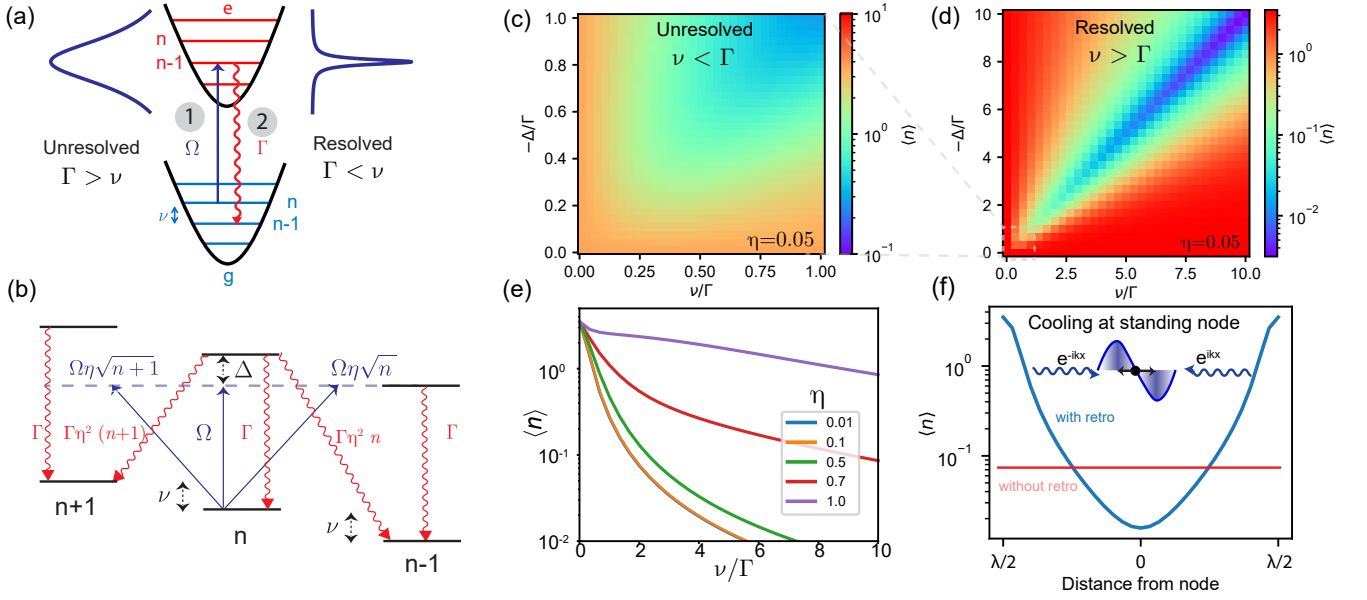 (a)
e
n
n-1
1
2
Ω
Γ
Unresolved
Γ > ν
Resolved
Γ < ν
ν
n
n-1
g
(b)
Ωη√n+1
Δ
Ωη√n
Γ
Γη² (n+1)
Ω
Γ
Γη² n
Γ
ν
n+1
n
ν
n-1
(c)
Unresolved
ν < Γ
η=0.05
-Δ/Γ
1.0
0.8
0.6
0.4
0.2
0.0
0.00
0.25
0.50
0.75
1.00
ν/Γ
10¹
10⁰
10⁻¹
⟨n⟩
(d)
Resolved
ν > Γ
η=0.05
-Δ/Γ
10
8
6
4
2
0
0.0
2.5
5.0
7.5
10.0
ν/Γ
10⁰
10⁻¹
10⁻²
⟨n⟩
(e)
⟨n⟩
10⁰
10⁻¹
10⁻²
0
2
4
6
8
10
ν/Γ
η
0.01
0.1
0.5
0.7
1.0
(f)
Cooling at standing node
e^-ikx
e^ikx
with retro
without retro
⟨n⟩
10⁰
10⁻¹
λ/2
0
λ/2
Distance from node